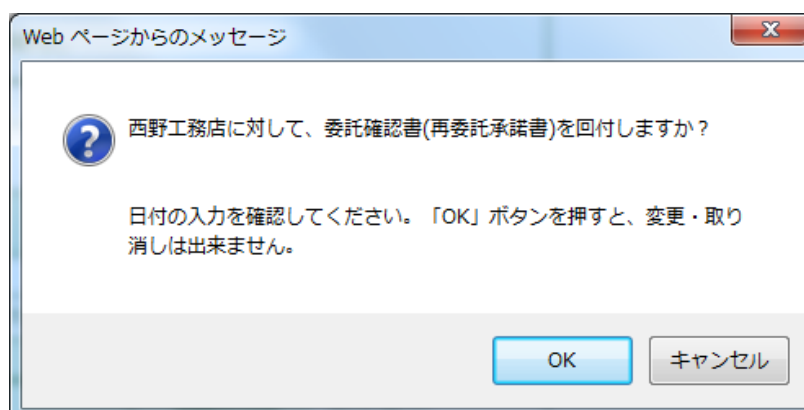 Web ページからのメッセージ
西野工務店に対して、委託確認書(再委託承諾書)を回付しますか？
日付の入力を確認してください。「OK」ボタンを押すと、変更・取り
消しは出来ません。
OK
キャンセル